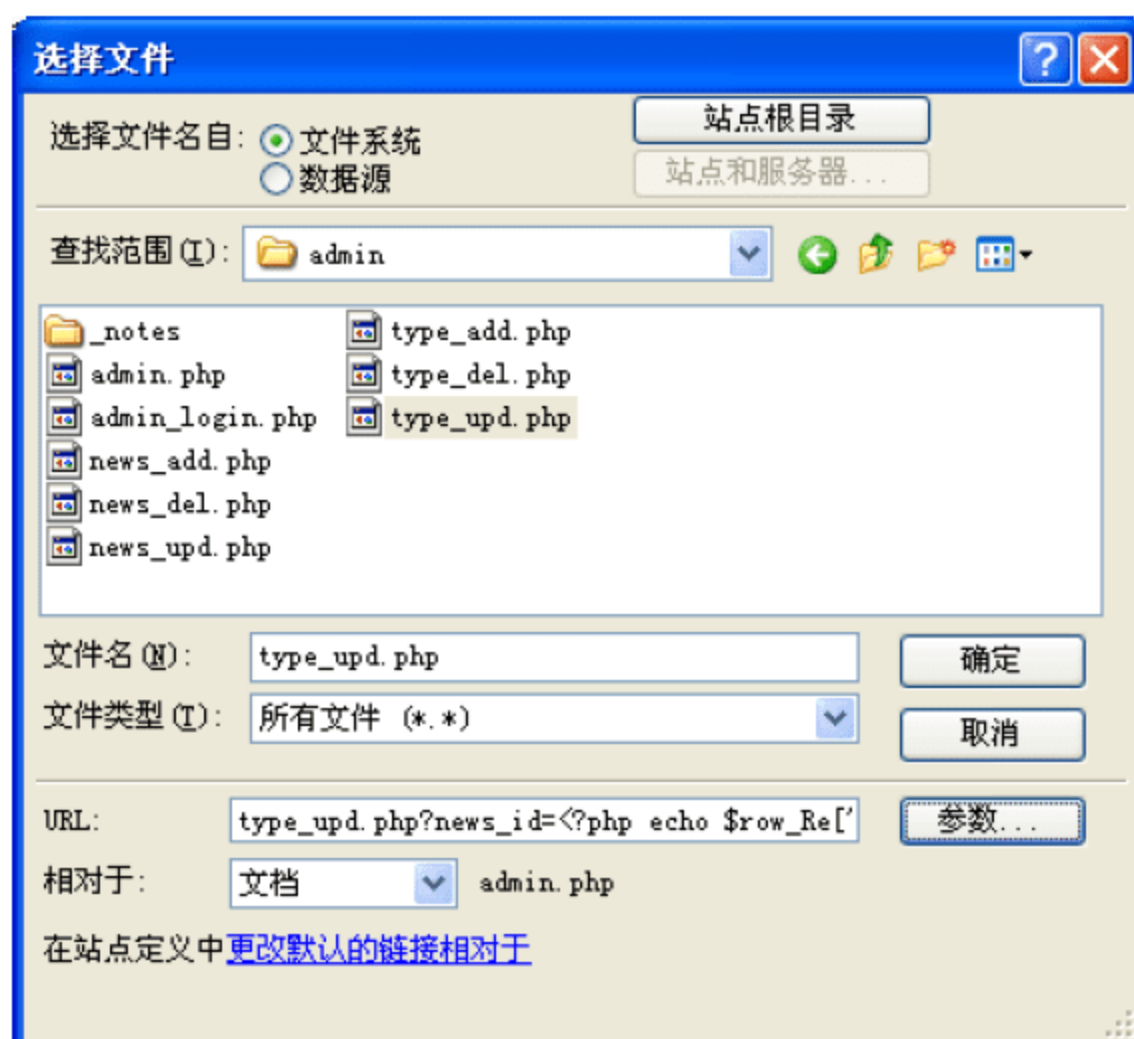 选择文件
选择文件名自: 文件系统 站点根目录
数据源 站点和服务器...
查找范围(I): admin
_notes type_add.php
admin.php type_del.php
admin_login.php type_upd.php
news_add.php
news_del.php
news_upd.php
文件名(N): type_upd.php 确定
文件类型(T): 所有文件 (*.*) 取消
URL: type_upd.php?news_id=<?php echo $row_Re[' 参数...
相对于: 文档 admin.php
在站点定义中更改默认的链接相对于